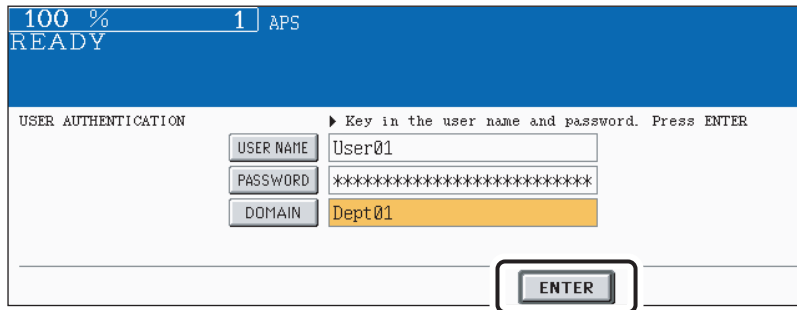 100 % 1 APS
READY
USER AUTHENTICATION ▶ Key in the user name and password. Press ENTER
USER NAME User01
PASSWORD **************************
DOMAIN Dept01
ENTER